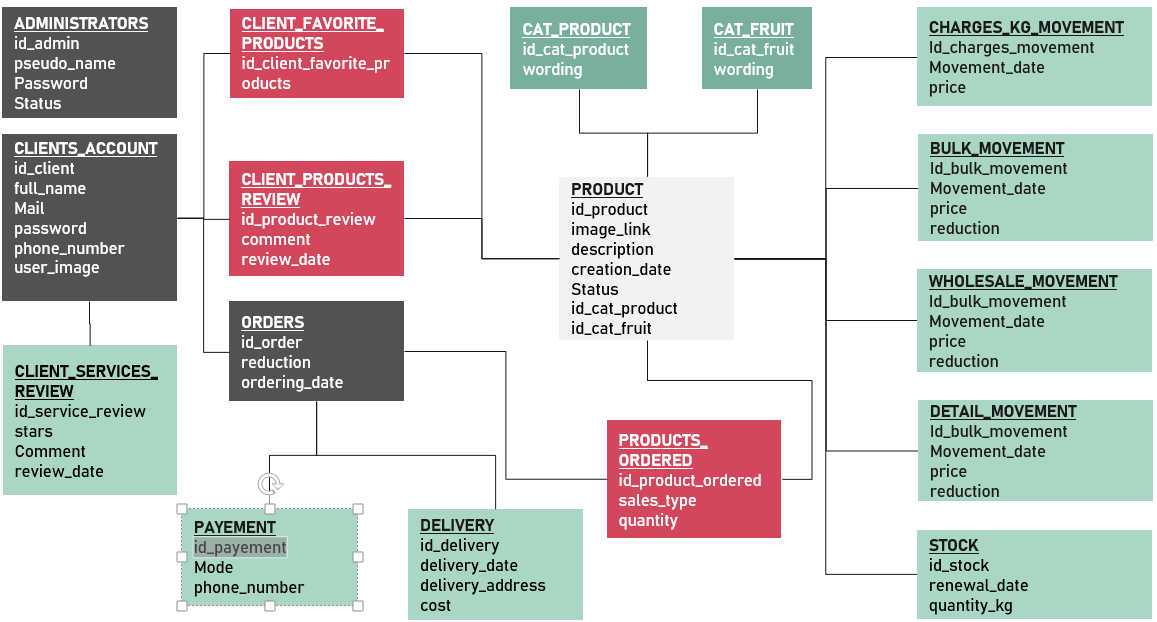 ADMINISTRATORS
id_admin
pseudo_name
Password
Status
CLIENTS_ACCOUNT
id_client
full_name
Mail
password
phone_number
user_image
CLIENT_SERVICES_
REVIEW
id_service_review
stars
Comment
review_date
CLIENT_FAVORITE_
PRODUCTS
id_client_favorite_pr
oducts
CLIENT_PRODUCTS_
REVIEW
id_product_review
comment
review_date
ORDERS
id_order
reduction
ordering_date
PAYEMENT
id_payement
Mode
phone_number
DELIVERY
id_delivery
delivery_date
delivery_address
cost
CAT_PRODUCT
id_cat_product
wording
CAT_FRUIT
id_cat_fruit
wording
PRODUCT
id_product
image_link
description
creation_date
Status
id_cat_product
id_cat_fruit
PRODUCTS_
ORDERED
id_product_ordered
sales_type
quantity
CHARGES_KG_MOVEMENT
Id_charges_movement
Movement_date
price
BULK_MOVEMENT
Id_bulk_movement
Movement_date
price
reduction
WHOLESALE_MOVEMENT
Id_bulk_movement
Movement_date
price
reduction
DETAIL_MOVEMENT
Id_bulk_movement
Movement_date
price
reduction
STOCK
id_stock
renewal_date
quantity_kg